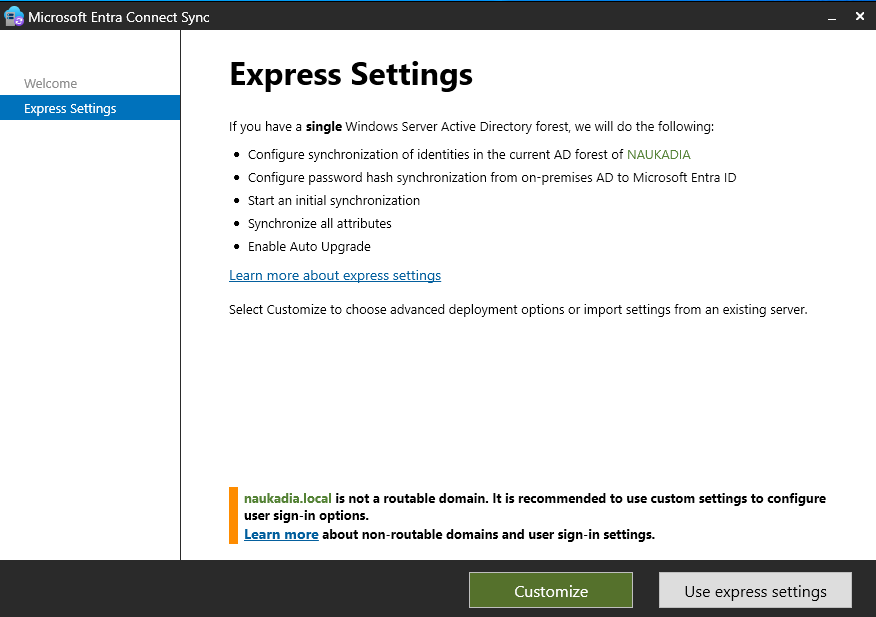 Microsoft Entra Connect Sync
Welcome
Express Settings
Express Settings
If you have a single Windows Server Active Directory forest, we will do the following:
• Configure synchronization of identities in the current AD forest of NAUKADIA
• Configure password hash synchronization from on-premises AD to Microsoft Entra ID
• Start an initial synchronization
• Synchronize all attributes
• Enable Auto Upgrade
Learn more about express settings
Select Customize to choose advanced deployment options or import settings from an existing server.
naukadia.local is not a routable domain. It is recommended to use custom settings to configure
user sign-in options.
Learn more about non-routable domains and user sign-in settings.
Customize
Use express settings